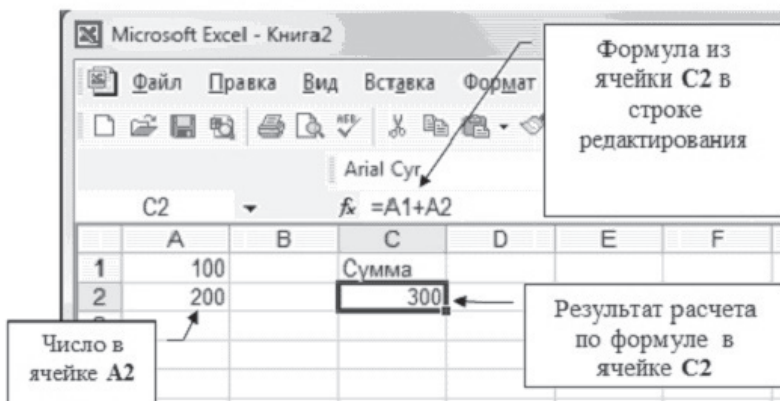 Microsoft Excel - Книга2
Файл Правка Вид Вставка Формат
Arial Cyr
C2 fx =A1+A2
A B C D E F
1 100 Сумма
2 200 300
Формула из
ячейки C2 в
строке
редактирования
Результат расчета
по формуле в
ячейке C2
Число в
ячейке A2